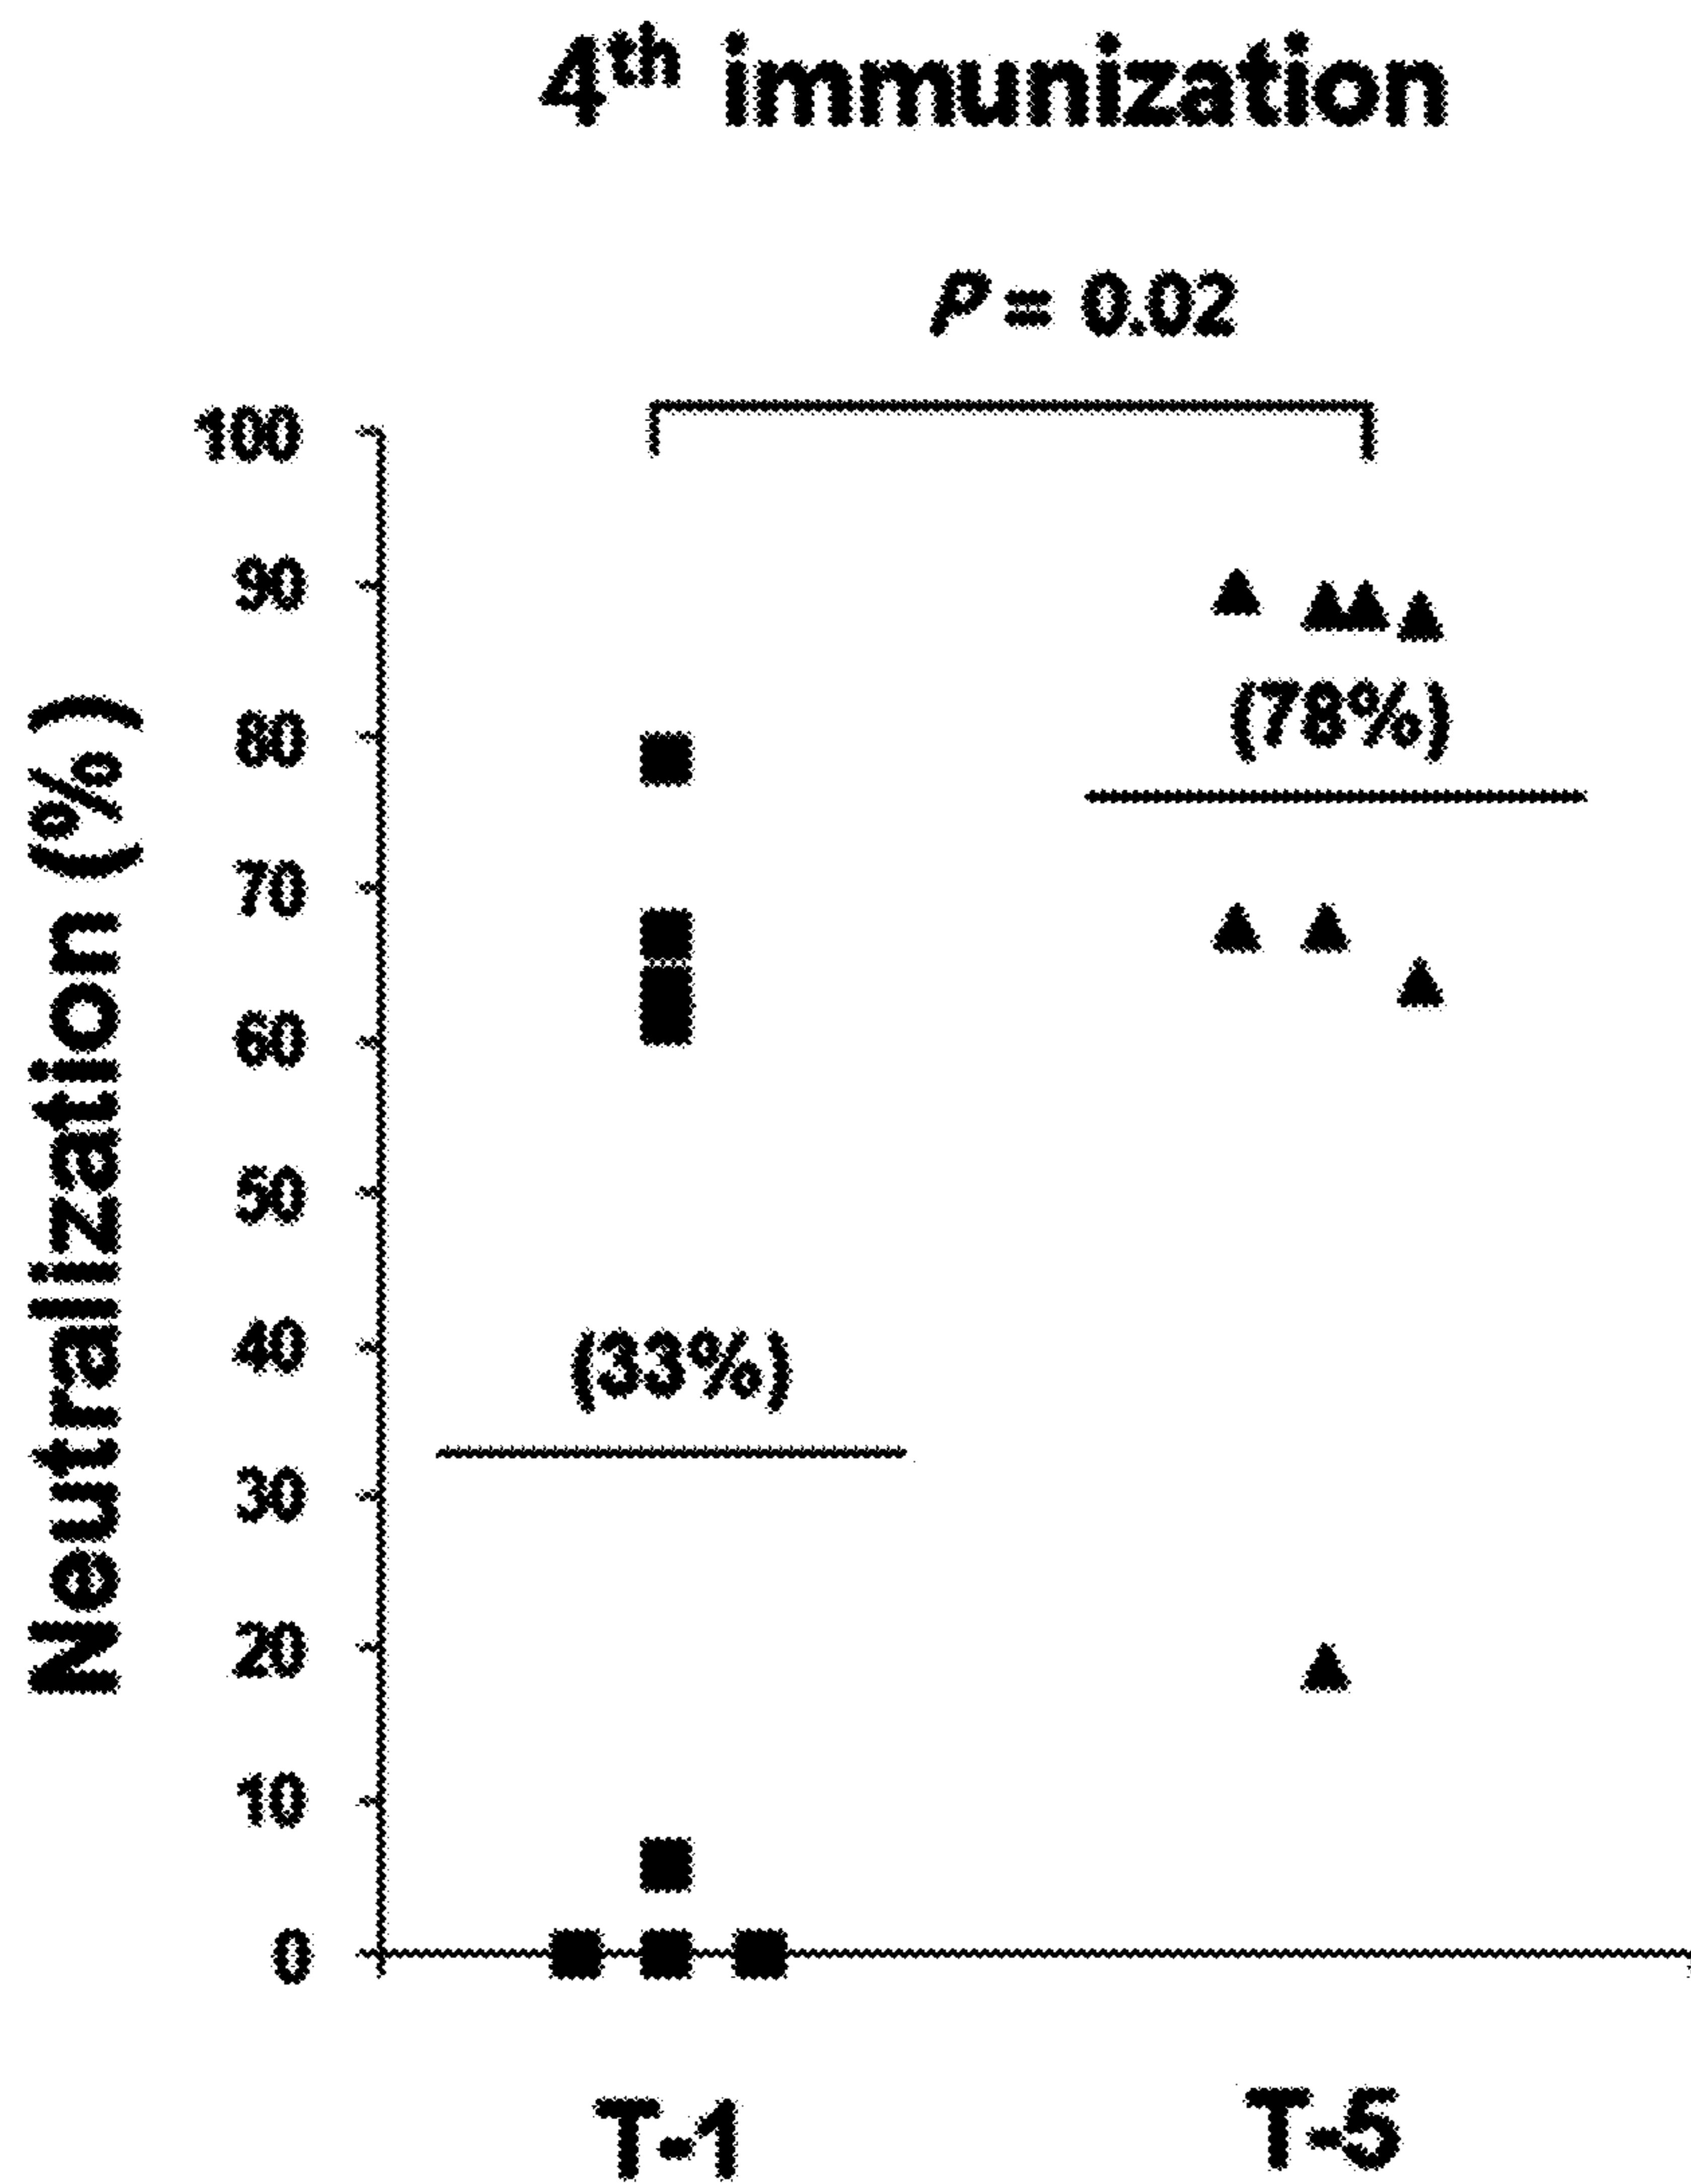 4th immunization
P = 0.02
Neutralization (%)
100
90
80
70
60
50
40
30
20
10
0
(78%)
(33%)
T-1
T-5